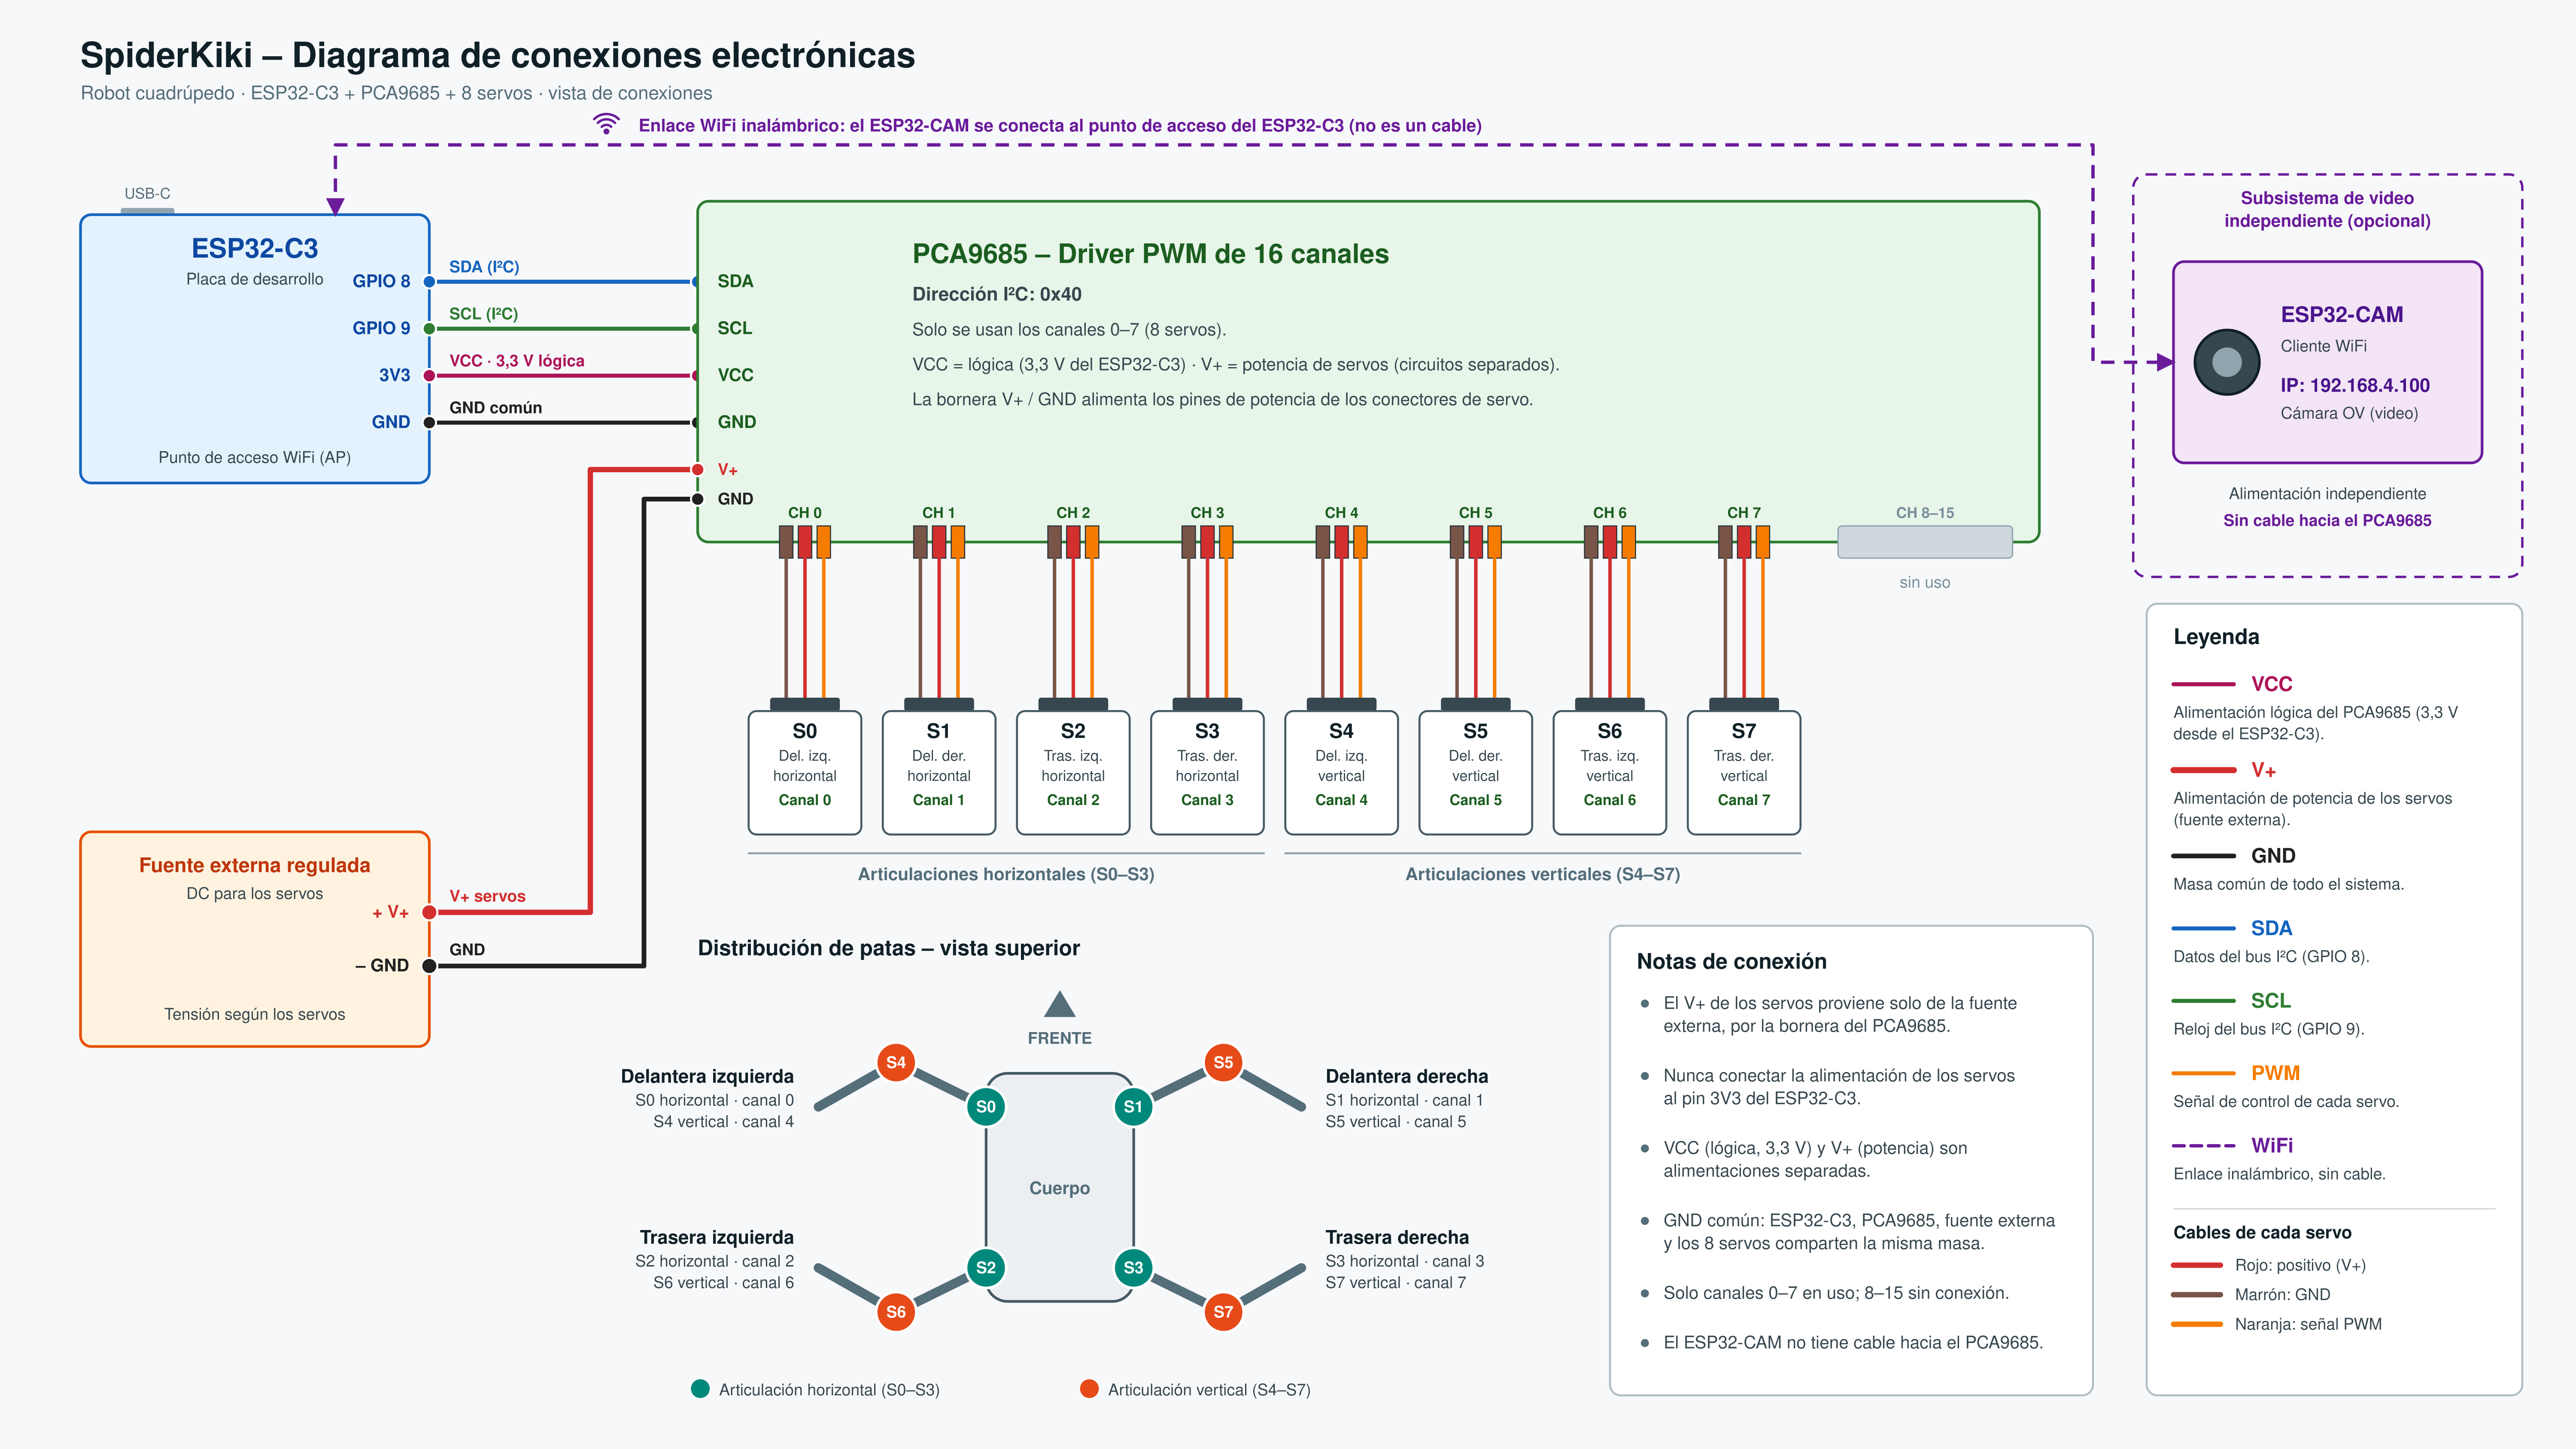 SpiderKiki – Diagrama de conexiones electrónicas
Robot cuadrúpedo · ESP32-C3 + PCA9685 + 8 servos · vista de conexiones
Enlace WiFi inalámbrico: el ESP32-CAM se conecta al punto de acceso del ESP32-C3 (no es un cable)
USB-C
ESP32-C3
Placa de desarrollo
GPIO 8
GPIO 9
3V3
GND
Punto de acceso WiFi (AP)
SDA (I²C)
SCL (I²C)
VCC · 3,3 V lógica
GND común
SDA
SCL
VCC
GND
V+
GND
PCA9685 – Driver PWM de 16 canales
Dirección I²C: 0x40
Solo se usan los canales 0–7 (8 servos).
VCC = lógica (3,3 V del ESP32-C3) · V+ = potencia de servos (circuitos separados).
La bornera V+ / GND alimenta los pines de potencia de los conectores de servo.
CH 0
CH 1
CH 2
CH 3
CH 4
CH 5
CH 6
CH 7
CH 8–15
sin uso
Subsistema de video
independiente (opcional)
ESP32-CAM
Cliente WiFi
IP: 192.168.4.100
Cámara OV (video)
Alimentación independiente
Sin cable hacia el PCA9685
S0
Del. izq.
horizontal
Canal 0
S1
Del. der.
horizontal
Canal 1
S2
Tras. izq.
horizontal
Canal 2
S3
Tras. der.
horizontal
Canal 3
S4
Del. izq.
vertical
Canal 4
S5
Del. der.
vertical
Canal 5
S6
Tras. izq.
vertical
Canal 6
S7
Tras. der.
vertical
Canal 7
Articulaciones horizontales (S0–S3)
Articulaciones verticales (S4–S7)
Fuente externa regulada
DC para los servos
+ V+
– GND
Tensión según los servos
V+ servos
GND
Distribución de patas – vista superior
FRENTE
Delantera izquierda
S0 horizontal · canal 0
S4 vertical · canal 4
S4
S0
S5
S1
Delantera derecha
S1 horizontal · canal 1
S5 vertical · canal 5
Cuerpo
Trasera izquierda
S2 horizontal · canal 2
S6 vertical · canal 6
S2
S6
S3
S7
Trasera derecha
S3 horizontal · canal 3
S7 vertical · canal 7
Articulación horizontal (S0–S3)
Articulación vertical (S4–S7)
Notas de conexión
El V+ de los servos proviene solo de la fuente
externa, por la bornera del PCA9685.
Nunca conectar la alimentación de los servos
al pin 3V3 del ESP32-C3.
VCC (lógica, 3,3 V) y V+ (potencia) son
alimentaciones separadas.
GND común: ESP32-C3, PCA9685, fuente externa
y los 8 servos comparten la misma masa.
Solo canales 0–7 en uso; 8–15 sin conexión.
El ESP32-CAM no tiene cable hacia el PCA9685.
Leyenda
VCC
Alimentación lógica del PCA9685 (3,3 V
desde el ESP32-C3).
V+
Alimentación de potencia de los servos
(fuente externa).
GND
Masa común de todo el sistema.
SDA
Datos del bus I²C (GPIO 8).
SCL
Reloj del bus I²C (GPIO 9).
PWM
Señal de control de cada servo.
WiFi
Enlace inalámbrico, sin cable.
Cables de cada servo
Rojo: positivo (V+)
Marrón: GND
Naranja: señal PWM